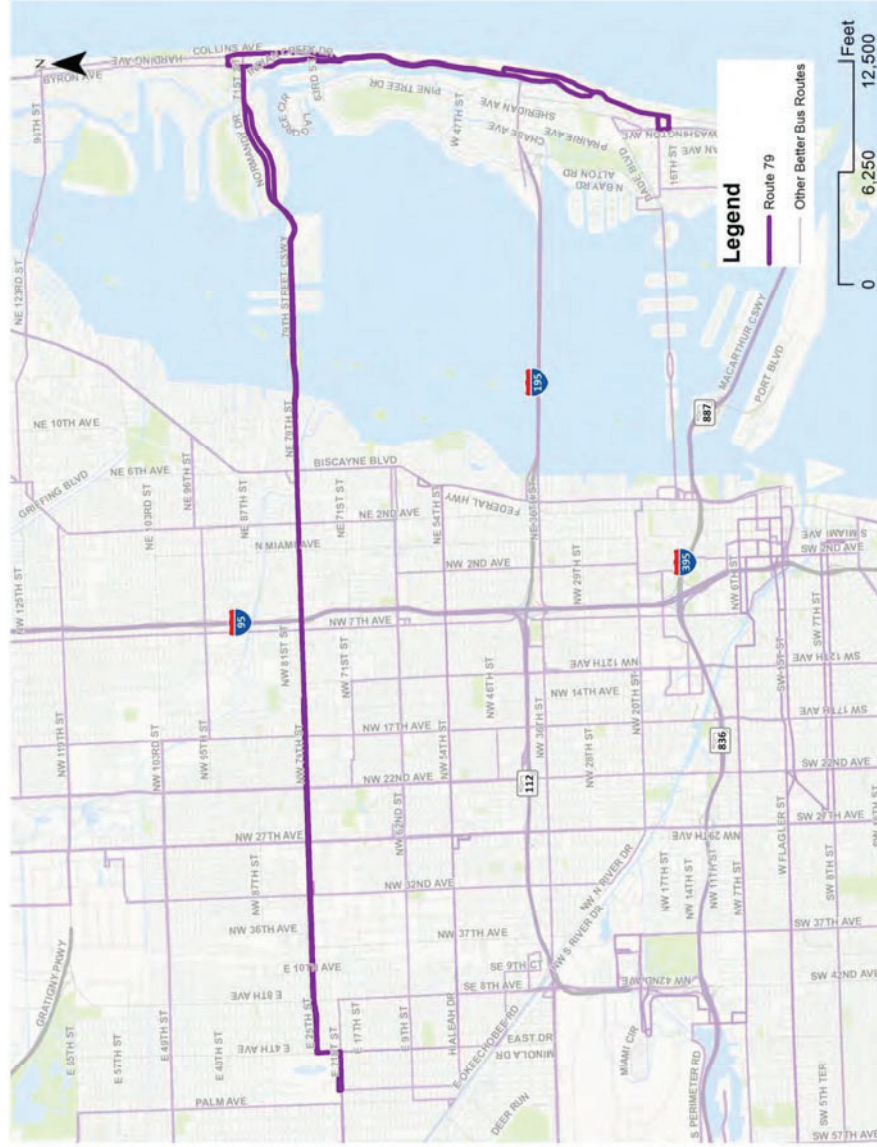 N
BYRON AVE
HARDING AVE
COLLINS AVE
94TH ST
71ST ST
NORMANDY DR
63RD ST
PINE TREE DR
W 47TH ST
CHASE AVE
SHERIDAN AVE
PRAIRIE AVE
N BAY RD
ALTON RD
DADE BLVD
16TH ST
WASHINGTON AVE
79TH STREET CSWY
NE 123RD ST
NE 10TH AVE
GRIFFING BLVD
NE 6TH AVE
NE 103RD ST
NE 96TH ST
NE 87TH ST
NE 79TH ST
BISCAYNE BLVD
NE 71ST ST
NE 2ND AVE
N MIAMI AVE
NE 54TH ST
FEDERAL HWY
195
MACARTHUR CSWY
887
PORT BLVD
NW 125TH ST
NW 2ND AVE
NW 29TH ST
395
NW 6TH ST
S MIAMI AVE
SW 2ND AVE
95
NW 7TH AVE
SW 7TH ST
NW 81ST ST
NW 71ST ST
NW 46TH ST
NW 12TH AVE
NW 14TH AVE
NW 20TH ST
SW 1ST ST
SW 12TH AVE
NW 119TH ST
NW 103RD ST
NW 95TH ST
NW 79TH ST
NW 17TH AVE
NW 54TH ST
NW 36TH ST
112
NW 28TH ST
836
SW 17TH AVE
NW 22ND AVE
SW 22ND AVE
NW 27TH AVE
NW 62ND ST
SW 27TH AVE
NW 87TH ST
NW 32ND AVE
NW N RIVER DR
NW S RIVER DR
NW 17TH ST
NW 14TH ST
NW 11TH ST
NW 7TH ST
NW 29TH AVE
W FLAGLER ST
SW 8TH ST
SW 16TH ST
NW 36TH AVE
NW 37TH AVE
SW 37TH AVE
GRATIGNY PKWY
E 10TH AVE
E 8TH AVE
SE 9TH CT
SE 8TH AVE
NW 42ND AVE
SW 42ND AVE
E 65TH ST
E 57TH ST
E 49TH ST
E 40TH ST
E 4TH AVE
E 25TH ST
E 21ST ST
E 17TH ST
E 9TH ST
HIALEAH DR
E OKEECHOBEE RD
EAST DR
MINOLA DR
MIAMI CIR
PALM AVE
DEER RUN
S PERIMETER RD
SW 5TH TER
SW 57TH AVE
Legend
Route 79
Other Better Bus Routes
0 6,250 12,500
Feet